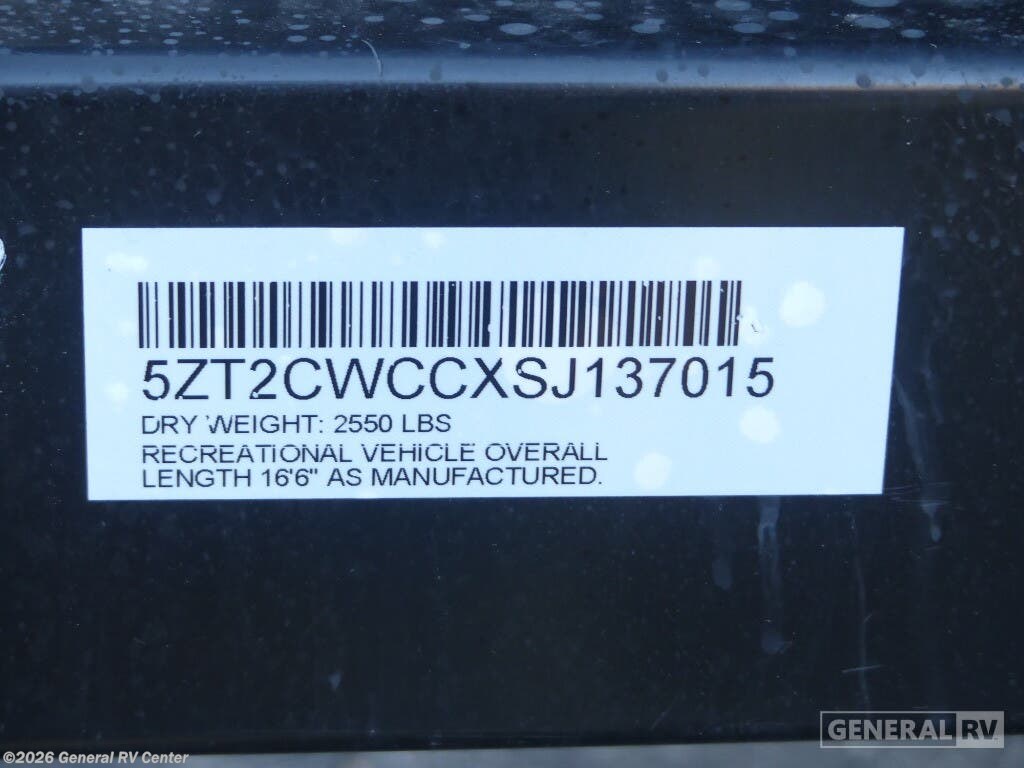 5ZT2CWCCXSJ137015
DRY WEIGHT: 2550 LBS
RECREATIONAL VEHICLE OVERALL
LENGTH 16'6" AS MANUFACTURED.
GENERAL RV
©2026 General RV Center